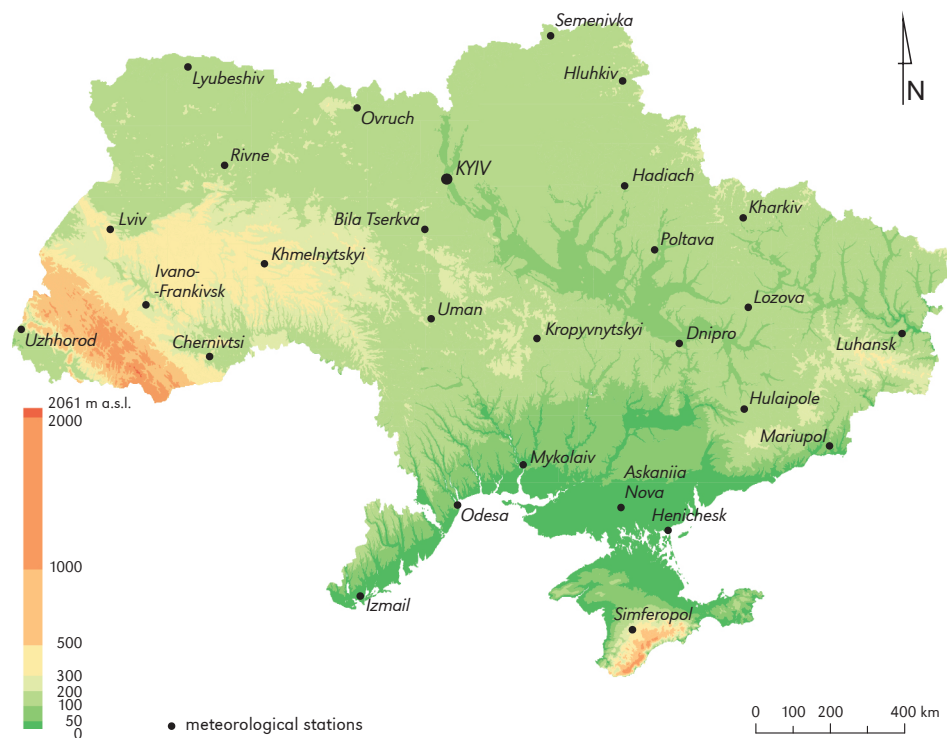 Semenivka
Lyubeshiv
Hluhkiv
N
Ovruch
Rivne
KYIV
Hadiach
Lviv
Bila Tserkva
Kharkiv
Khmelnytskyi
Poltava
Ivano-
-Frankivsk
Lozova
Uman
Kropyvnytskyi
Uzhhorod
Chernivtsi
Dnipro
Luhansk
2061 m a.s.l.
2000
Hulaipole
Mariupol
Mykolaiv
Askaniia
Nova
Odesa
Henichesk
1000
Izmail
Simferopol
500
300
200
100
50
0
meteorological stations
0 100 200 400 km